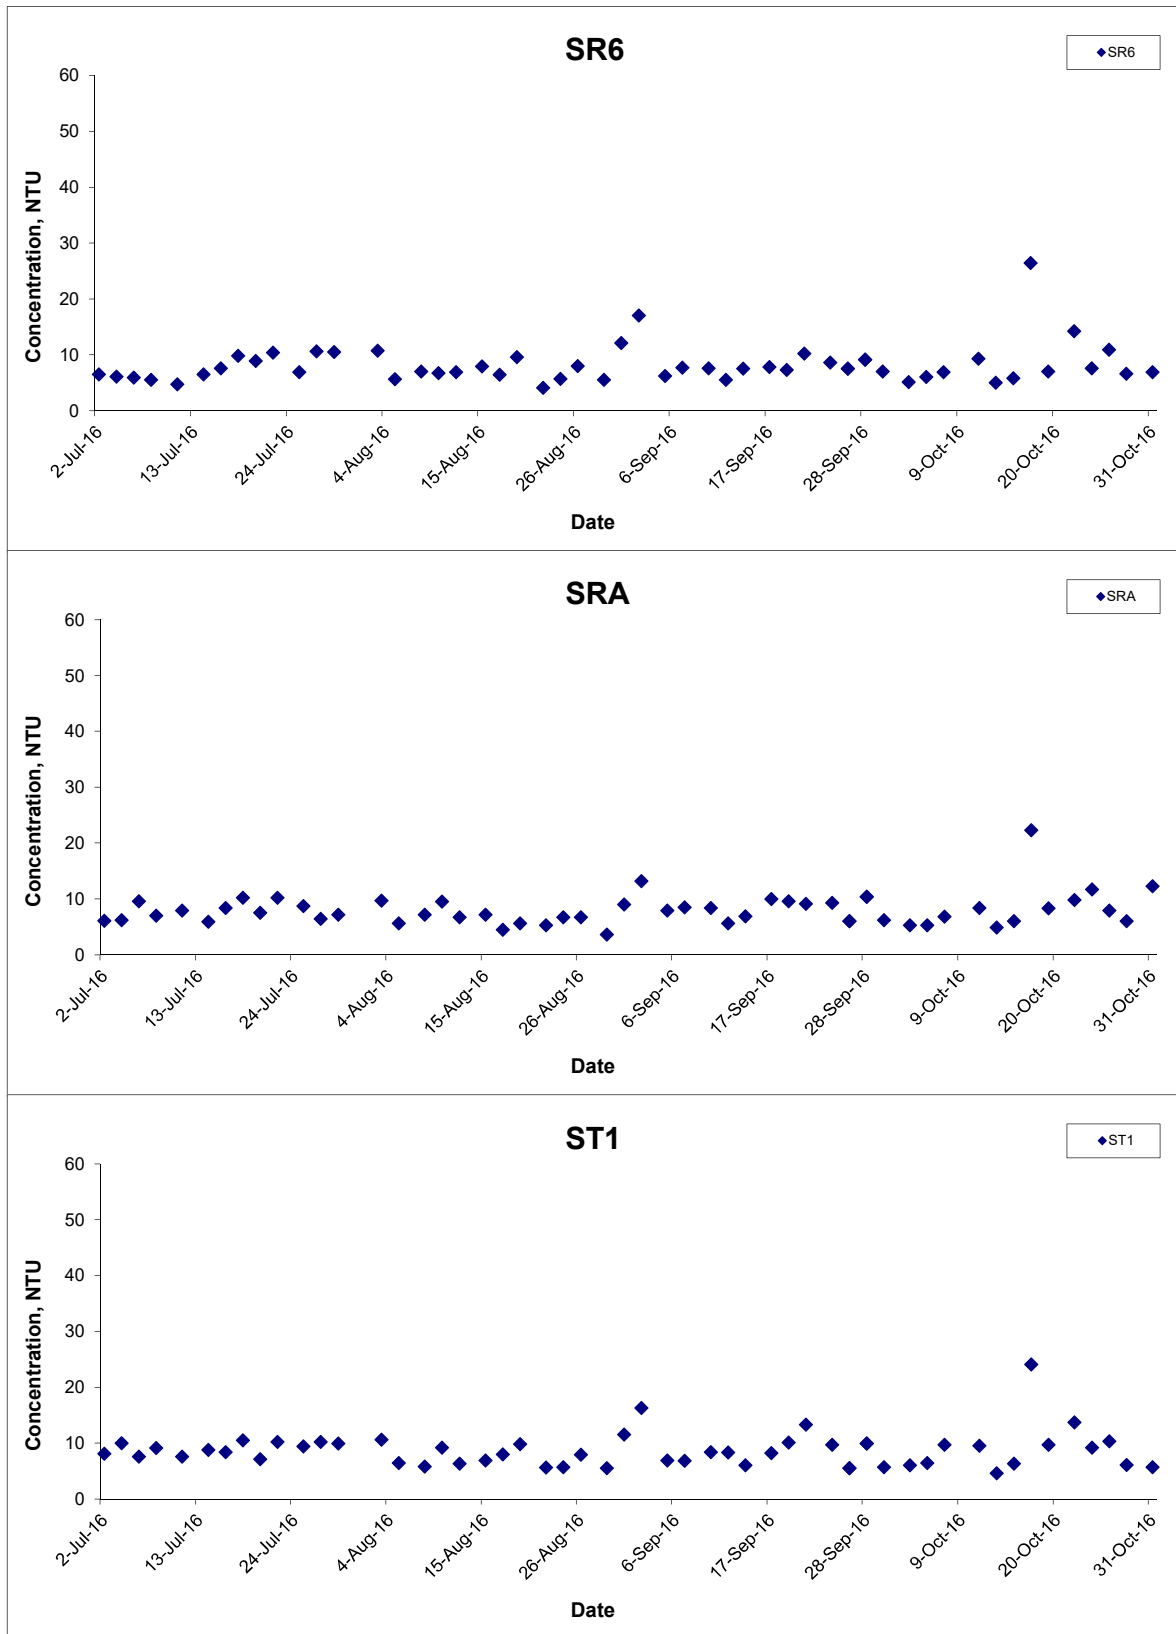 SR6
SR6
Concentration, NTU
60
50
40
30
20
10
0
2-Jul-16 13-Jul-16 24-Jul-16 4-Aug-16 15-Aug-16 26-Aug-16 6-Sep-16 17-Sep-16 28-Sep-16 9-Oct-16 20-Oct-16 31-Oct-16
Date
SRA
SRA
Concentration, NTU
60
50
40
30
20
10
0
2-Jul-16 13-Jul-16 24-Jul-16 4-Aug-16 15-Aug-16 26-Aug-16 6-Sep-16 17-Sep-16 28-Sep-16 9-Oct-16 20-Oct-16 31-Oct-16
Date
ST1
ST1
Concentration, NTU
60
50
40
30
20
10
0
2-Jul-16 13-Jul-16 24-Jul-16 4-Aug-16 15-Aug-16 26-Aug-16 6-Sep-16 17-Sep-16 28-Sep-16 9-Oct-16 20-Oct-16 31-Oct-16
Date